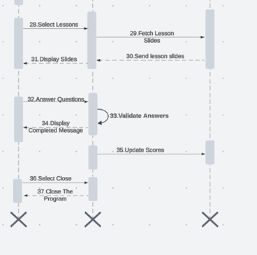 28.Select Lessons
29.Fetch Lesson
Slides
30.Send lesson slides
31.Display Slides
32.Answer Questions
33.Validate Answers
34.Display
Completed Message
35.Update Scores
36.Select Close
37.Close The
Program